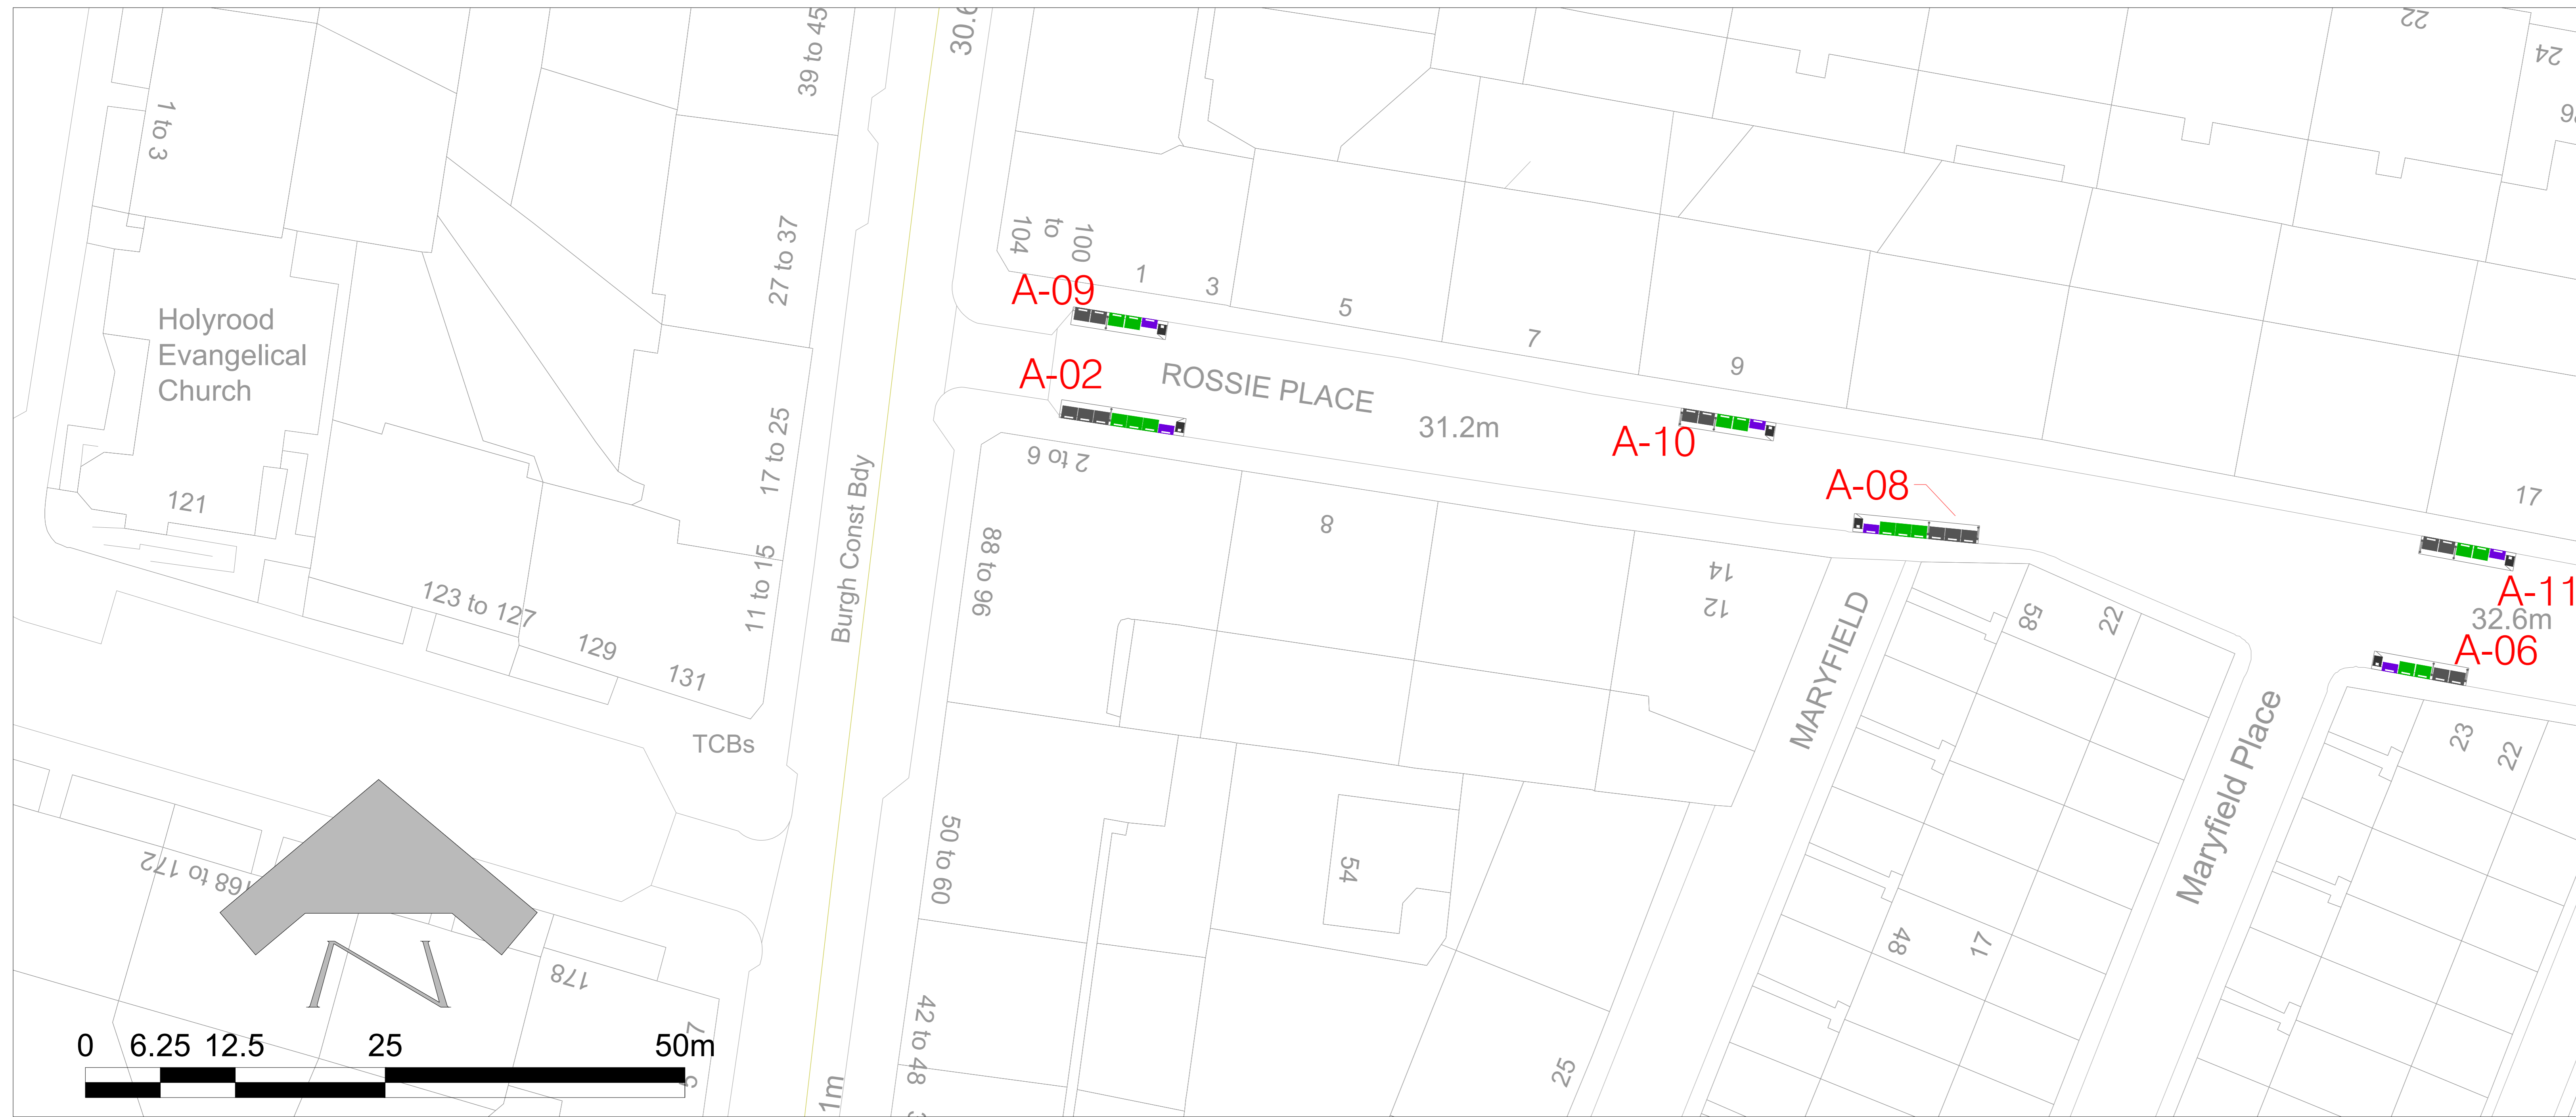 39 to 45
30.6
22
24
1 to 3
27 to 37
104
to
100
1
3
A-09
5
7
9
Holyrood
Evangelical
Church
A-02
ROSSIE PLACE
31.2m
A-10
2 to 6
17 to 25
A-08
17
121
8
Burgh Const Bdy
88 to 96
14
12
11 to 15
A-11
32.6m
A-06
123 to 127
129
131
MARYFIELD
58
22
TCBs
23
22
Maryfield Place
168 to 172
50 to 60
54
48
17
178
42 to 48
25
7
5
1m
0 6.25 12.5 25 50m
N